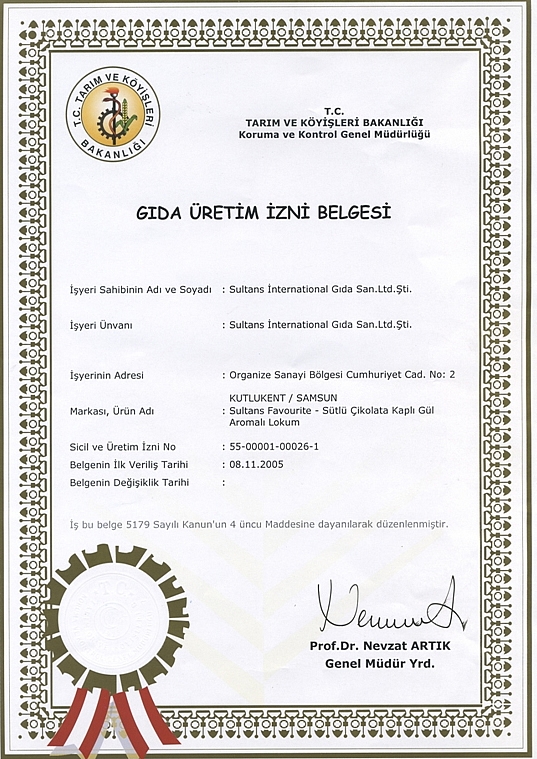 T.C. TARIM VE KÖYİŞLERİ
BAKANLIĞI
T.C.
TARIM VE KÖYİŞLERİ BAKANLIĞI
Koruma ve Kontrol Genel Müdürlüğü
GIDA ÜRETİM İZNİ BELGESİ
İşyeri Sahibinin Adı ve Soyadı : Sultans İnternational Gıda San.Ltd.Şti.
İşyeri Ünvanı : Sultans İnternational Gıda San.Ltd.Şti.
İşyerinin Adresi : Organize Sanayi Bölgesi Cumhuriyet Cad. No: 2
KUTLUKENT / SAMSUN
Markası, Ürün Adı : Sultans Favourite - Sütlü Çikolata Kaplı Gül
Aromalı Lokum
Sicil ve Üretim İzni No : 55-00001-00026-1
Belgenin İlk Veriliş Tarihi : 08.11.2005
Belgenin Değişiklik Tarihi :
İş bu belge 5179 Sayılı Kanun'un 4 üncu Maddesine dayanılarak düzenlenmiştir.
Prof.Dr. Nevzat ARTIK
Genel Müdür Yrd.